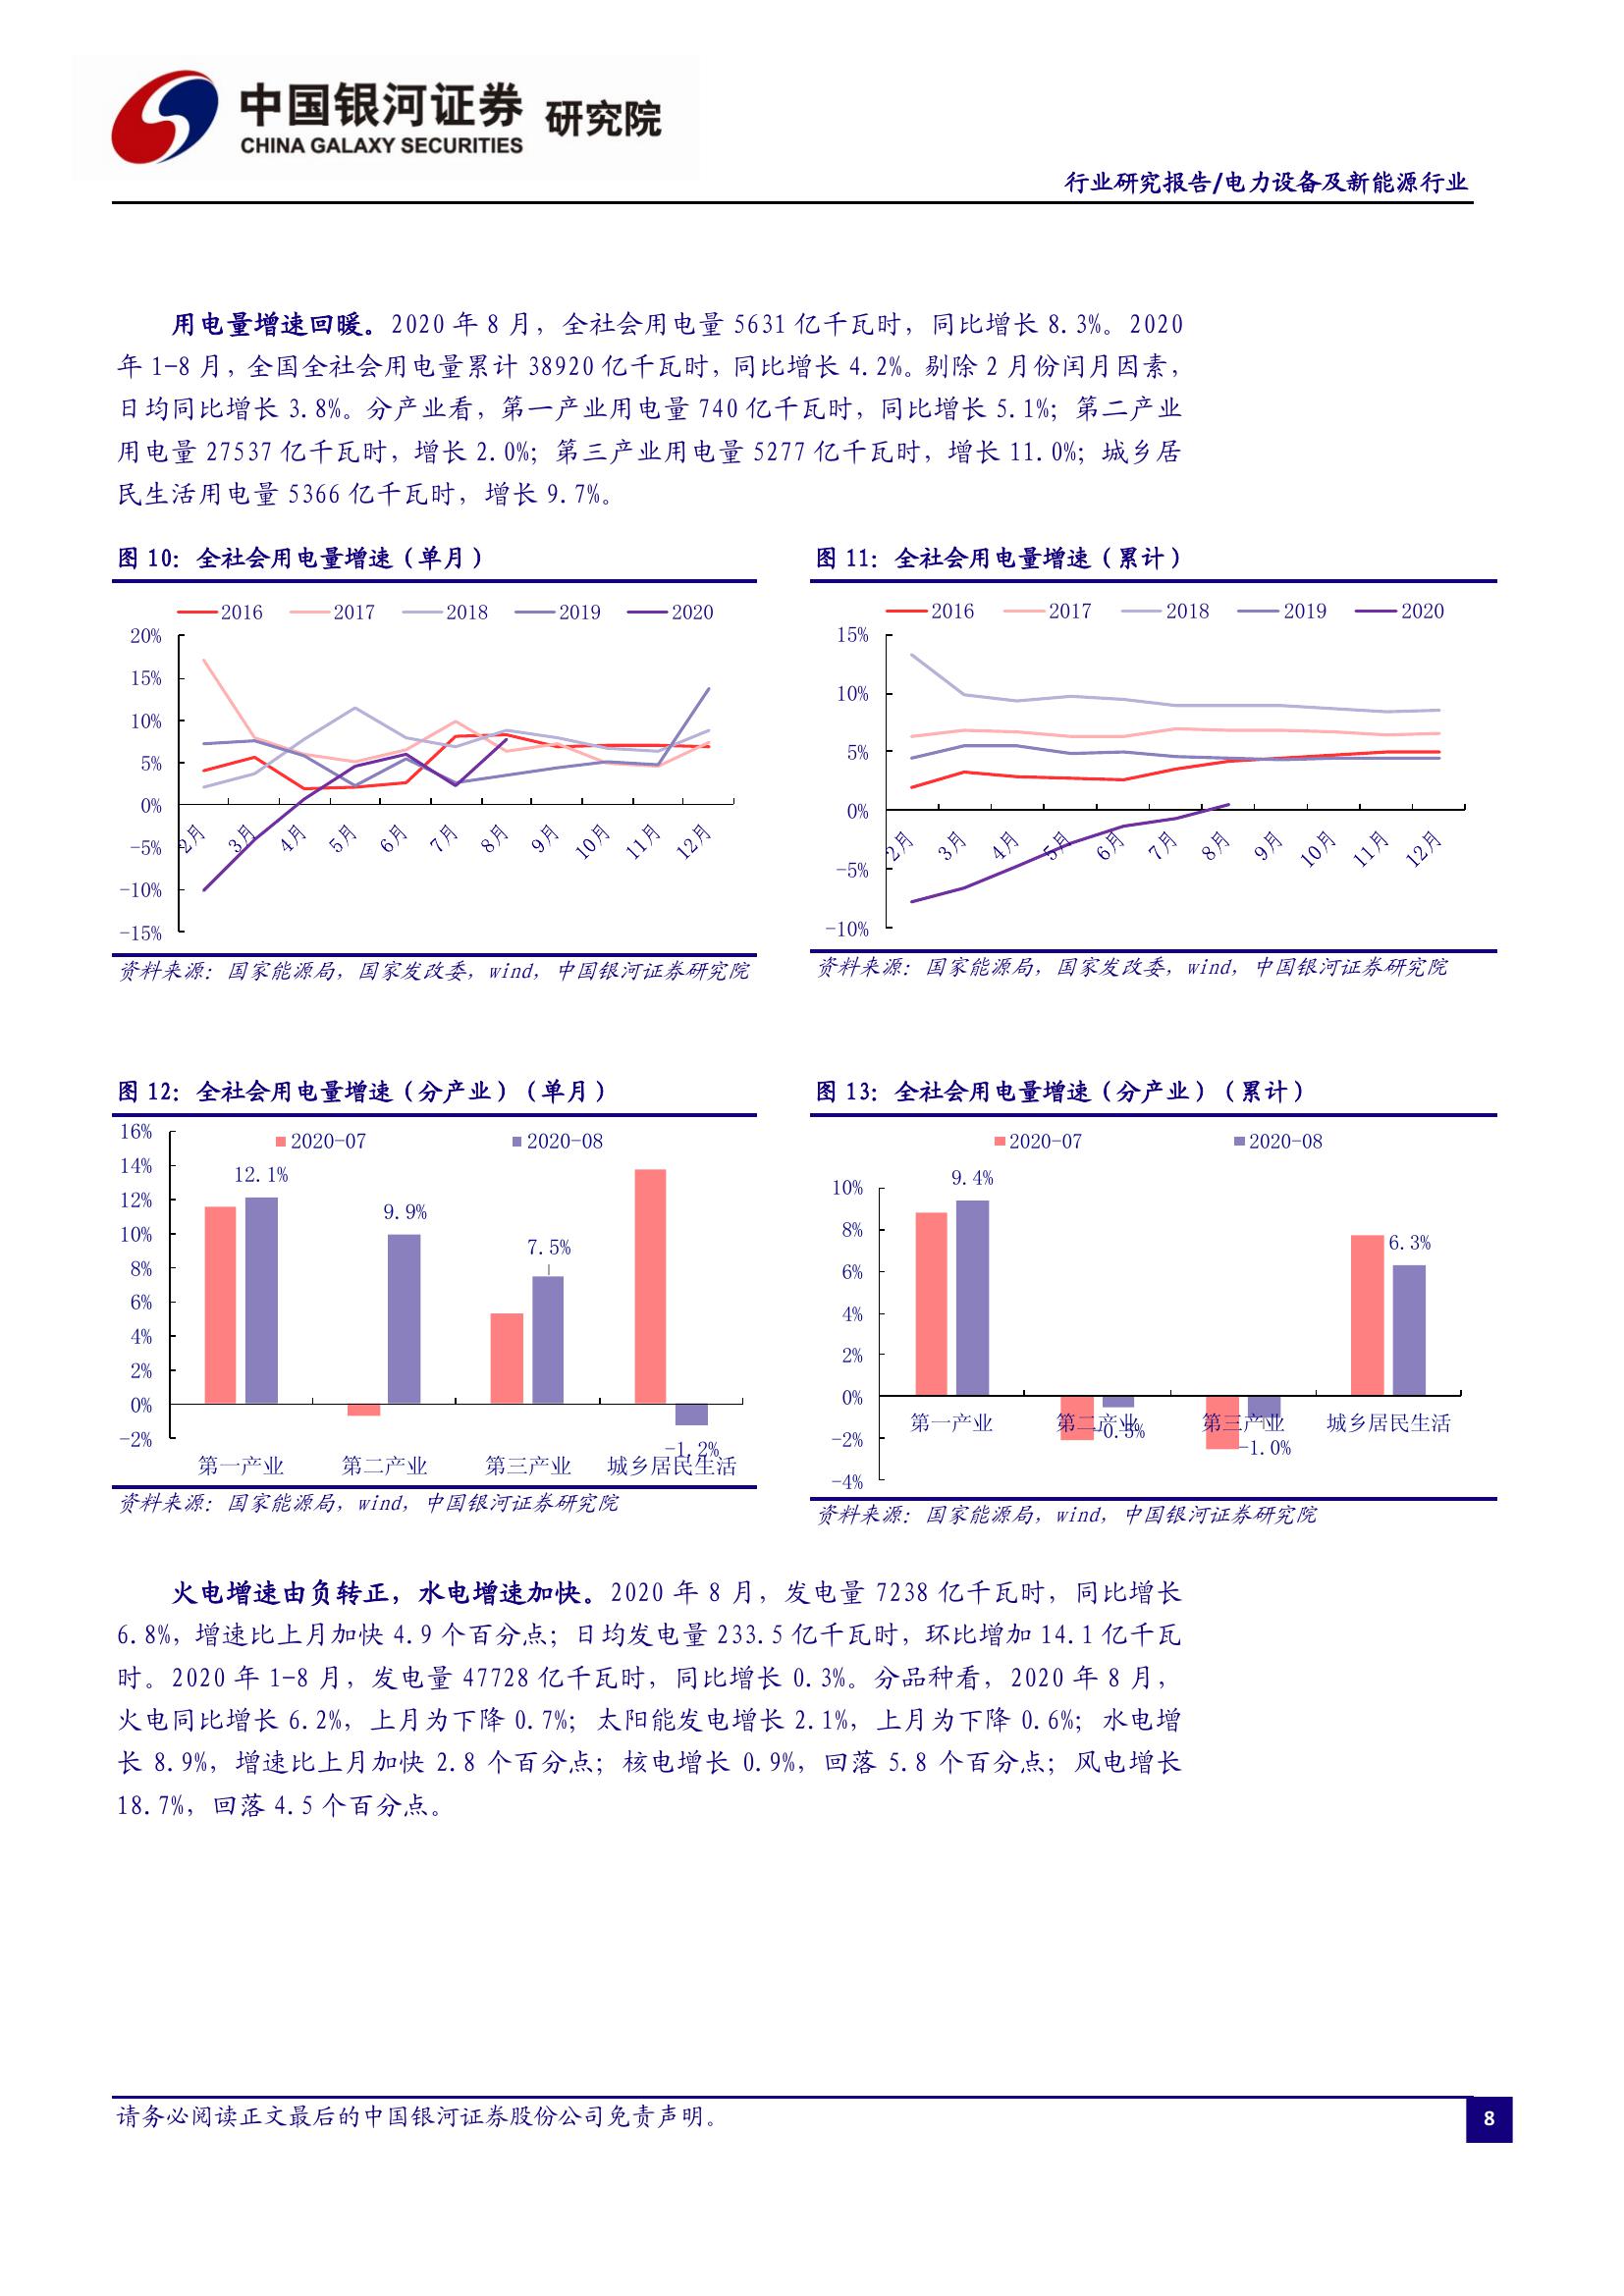 中国银河证券 研究院
CHINA GALAXY SECURITIES
行业研究报告/电力设备及新能源行业
用电量增速回暖。2020 年 8 月，全社会用电量 5631 亿千瓦时，同比增长 8.3%。2020
年 1-8 月，全国全社会用电量累计 38920 亿千瓦时，同比增长 4.2%。剔除 2 月份闰月因素，
日均同比增长 3.8%。分产业看，第一产业用电量 740 亿千瓦时，同比增长 5.1%；第二产业
用电量 27537 亿千瓦时，增长 2.0%；第三产业用电量 5277 亿千瓦时，增长 11.0%；城乡居
民生活用电量 5366 亿千瓦时，增长 9.7%。
图 10：全社会用电量增速（单月）
2016 2017 2018 2019 2020
20%
15%
10%
5%
0%
-5%
-10%
-15%
2月 3月 4月 5月 6月 7月 8月 9月 10月 11月 12月
资料来源：国家能源局，国家发改委，wind，中国银河证券研究院
图 11：全社会用电量增速（累计）
2016 2017 2018 2019 2020
15%
10%
5%
0%
-5%
-10%
2月 3月 4月 5月 6月 7月 8月 9月 10月 11月 12月
资料来源：国家能源局，国家发改委，wind，中国银河证券研究院
图 12：全社会用电量增速（分产业）（单月）
2020-07 2020-08
16%
14%
12%
10%
8%
6%
4%
2%
0%
-2%
12.1%
9.9%
7.5%
-1.2%
第一产业 第二产业 第三产业 城乡居民生活
资料来源：国家能源局，wind，中国银河证券研究院
图 13：全社会用电量增速（分产业）（累计）
2020-07 2020-08
10%
8%
6%
4%
2%
0%
-2%
-4%
9.4%
-0.5%
-1.0%
6.3%
第一产业 第二产业 第三产业 城乡居民生活
资料来源：国家能源局，wind，中国银河证券研究院
火电增速由负转正，水电增速加快。2020 年 8 月，发电量 7238 亿千瓦时，同比增长
6.8%，增速比上月加快 4.9 个百分点；日均发电量 233.5 亿千瓦时，环比增加 14.1 亿千瓦
时。2020 年 1-8 月，发电量 47728 亿千瓦时，同比增长 0.3%。分品种看，2020 年 8 月，
火电同比增长 6.2%，上月为下降 0.7%；太阳能发电增长 2.1%，上月为下降 0.6%；水电增
长 8.9%，增速比上月加快 2.8 个百分点；核电增长 0.9%，回落 5.8 个百分点；风电增长
18.7%，回落 4.5 个百分点。
请务必阅读正文最后的中国银河证券股份公司免责声明。
8